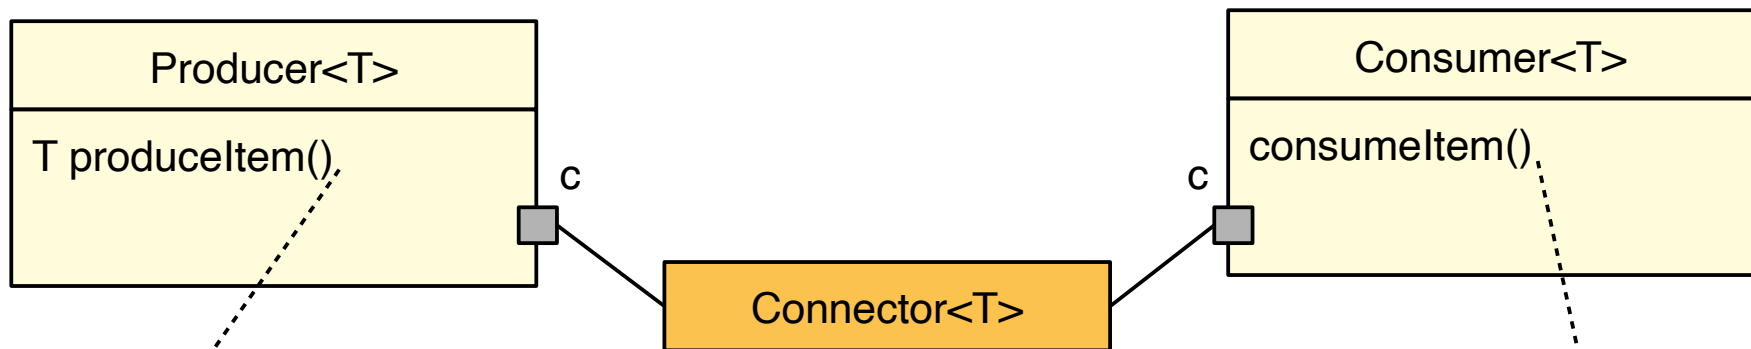 Producer<T>
T produceItem()
c
Connector<T>
c
Consumer<T>
consumeItem()